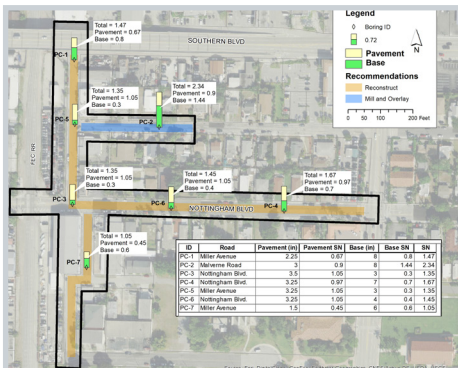 Total = 1.47
Pavement = 0.67
Base = 0.8
PC-1
SOUTHERN BLVD
Total = 2.34
Pavement = 0.9
Base = 1.44
PC-2
Total = 1.35
Pavement = 1.05
Base = 0.3
PC-5
FEC RR
Total = 1.35
Pavement = 1.05
Base = 0.3
PC-3
Total = 1.45
Pavement = 1.05
Base = 0.4
PC-6
Total = 1.67
Pavement = 0.97
Base = 0.7
PC-4
NOTTINGHAM BLVD
Total = 1.05
Pavement = 0.45
Base = 0.6
PC-7
Legend
Boring ID
0.72
Pavement
Base
N
Recommendations
Reconstruct
Mill and Overlay
0 50 100 200 Feet
ID Road Pavement (in) Pavement SN Base (in) Base SN SN
PC-1 Miller Avenue 2.25 0.67 8 0.8 1.47
PC-2 Malverne Road 3 0.9 8 1.44 2.34
PC-3 Nottingham Blvd. 3.5 1.05 3 0.3 1.35
PC-4 Nottingham Blvd. 3.25 0.97 7 0.7 1.67
PC-5 Miller Avenue 3.25 1.05 3 0.3 1.35
PC-6 Nottingham Blvd. 3.25 1.05 4 0.4 1.45
PC-7 Miller Avenue 1.5 0.45 6 0.6 1.05